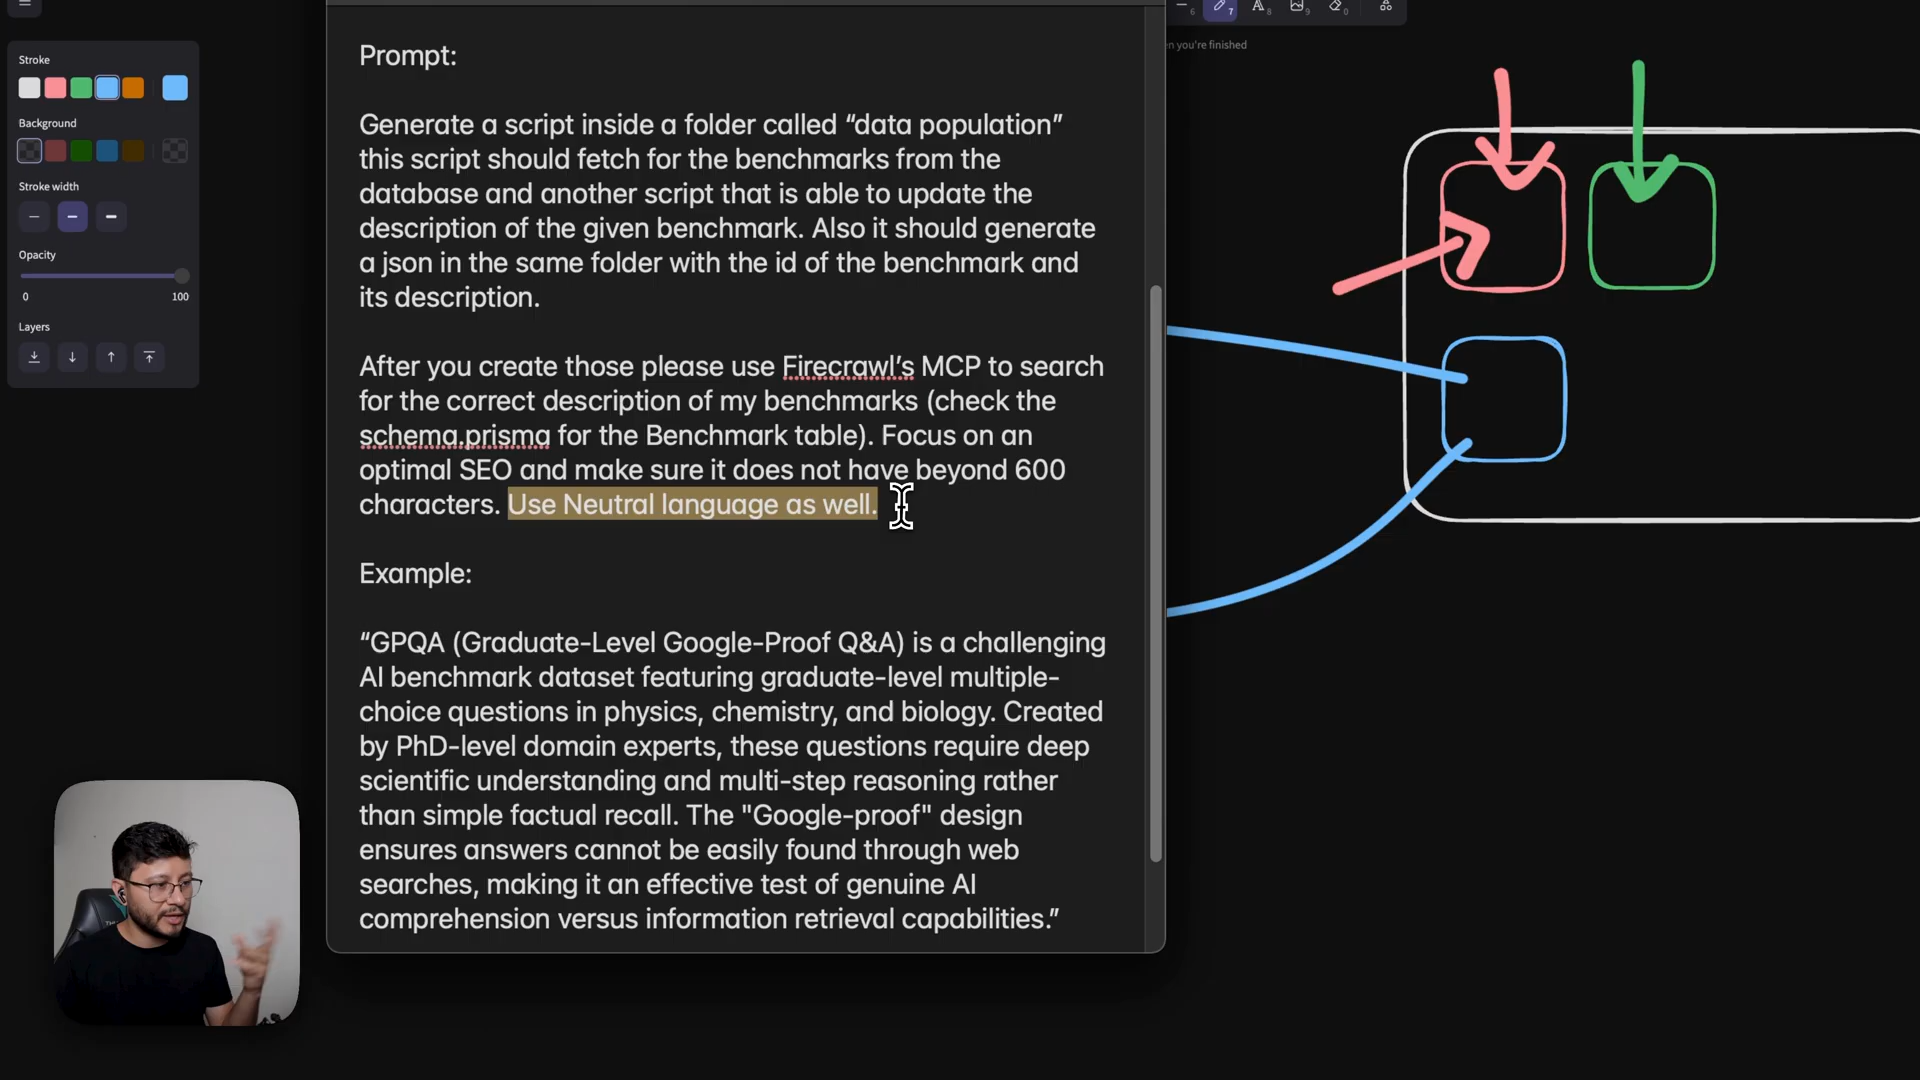 6
7
8
9
0
n you're finished
Stroke
Background
Stroke width
Opacity
0 100
Layers
Prompt:
Generate a script inside a folder called “data population”
this script should fetch for the benchmarks from the
database and another script that is able to update the
description of the given benchmark. Also it should generate
a json in the same folder with the id of the benchmark and
its description.
After you create those please use Firecrawl’s MCP to search
for the correct description of my benchmarks (check the
schema.prisma for the Benchmark table). Focus on an
optimal SEO and make sure it does not have beyond 600
characters. Use Neutral language as well.
Example:
“GPQA (Graduate-Level Google-Proof Q&A) is a challenging
AI benchmark dataset featuring graduate-level multiple-
choice questions in physics, chemistry, and biology. Created
by PhD-level domain experts, these questions require deep
scientific understanding and multi-step reasoning rather
than simple factual recall. The "Google-proof" design
ensures answers cannot be easily found through web
searches, making it an effective test of genuine AI
comprehension versus information retrieval capabilities.”